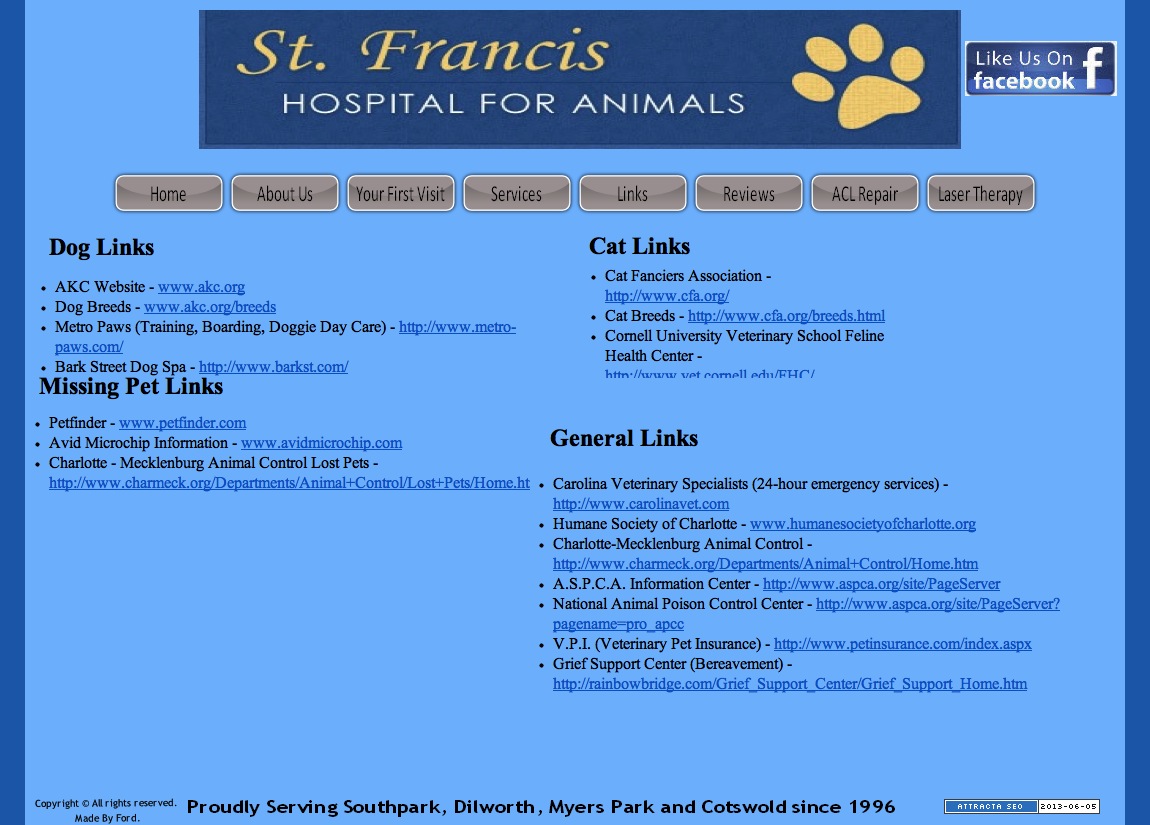 St. Francis
HOSPITAL FOR ANIMALS
Like Us On
facebook f
Home
About Us
Your First Visit
Services
Links
Reviews
ACL Repair
Laser Therapy
Dog Links
AKC Website - www.akc.org
Dog Breeds - www.akc.org/breeds
Metro Paws (Training, Boarding, Doggie Day Care) - http://www.metro-
paws.com/
Bark Street Dog Spa - http://www.barkst.com/
Cat Links
Cat Fanciers Association -
http://www.cfa.org/
Cat Breeds - http://www.cfa.org/breeds.html
Cornell University Veterinary School Feline
Health Center -
http://www.vet.cornell.edu/FHC/
Missing Pet Links
Petfinder - www.petfinder.com
Avid Microchip Information - www.avidmicrochip.com
Charlotte - Mecklenburg Animal Control Lost Pets -
http://www.charmeck.org/Departments/Animal+Control/Lost+Pets/Home.ht
General Links
Carolina Veterinary Specialists (24-hour emergency services) -
http://www.carolinavet.com
Humane Society of Charlotte - www.humanesocietyofcharlotte.org
Charlotte-Mecklenburg Animal Control -
http://www.charmeck.org/Departments/Animal+Control/Home.htm
A.S.P.C.A. Information Center - http://www.aspca.org/site/PageServer
National Animal Poison Control Center - http://www.aspca.org/site/PageServer?
pagename=pro_apcc
V.P.I. (Veterinary Pet Insurance) - http://www.petinsurance.com/index.aspx
Grief Support Center (Bereavement) -
http://rainbowbridge.com/Grief_Support_Center/Grief_Support_Home.htm
Copyright © All rights reserved.
Made By Ford.
Proudly Serving Southpark, Dilworth, Myers Park and Cotswold since 1996
ATTRACTA SEO 2013-06-05